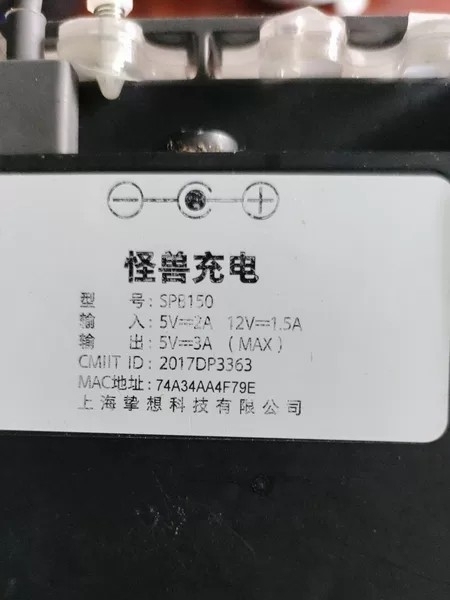 怪兽充电
型 号: SPB150
输 入: 5V⎓2A 12V⎓1.5A
输 出: 5V⎓3A (MAX)
CMIIT ID: 2017DP3363
MAC地址: 74A34AA4F79E
上海挚想科技有限公司